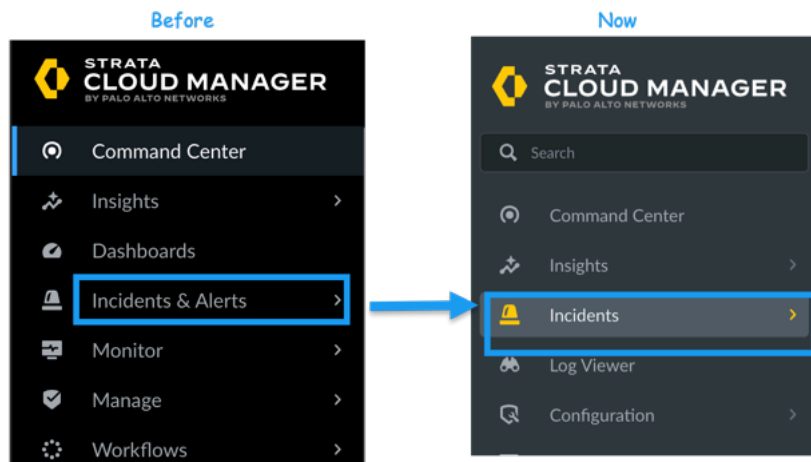 Before
STRATA
CLOUD MANAGER
BY PALO ALTO NETWORKS
Command Center
Insights
Dashboards
Incidents & Alerts
Monitor
Manage
Workflows
Now
STRATA
CLOUD MANAGER
BY PALO ALTO NETWORKS
Search
Command Center
Insights
Incidents
Log Viewer
Configuration